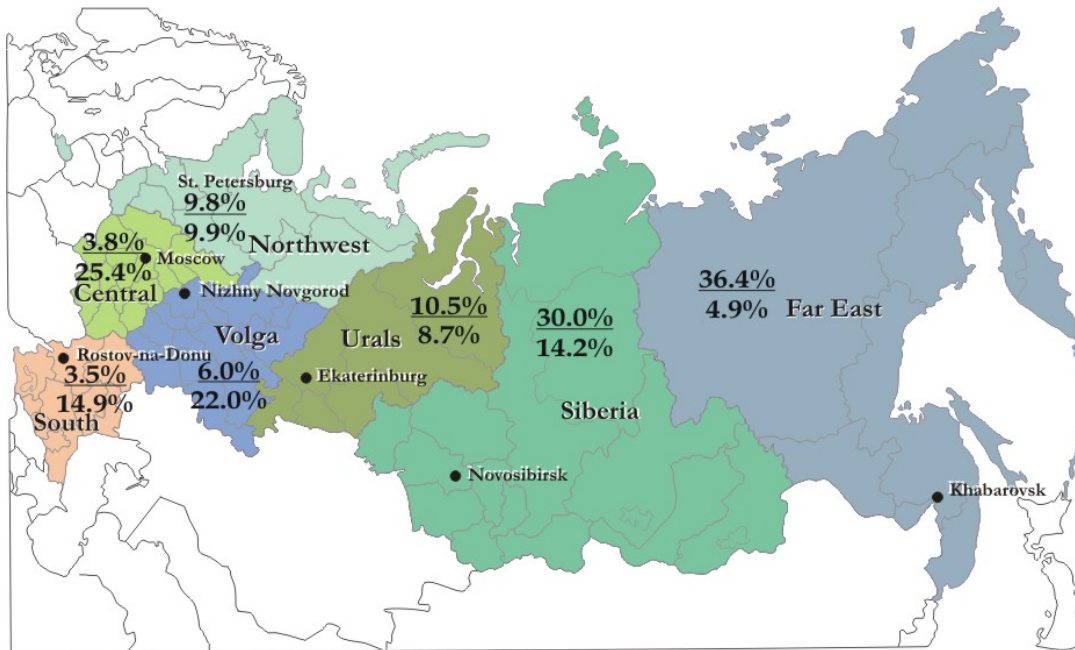 St. Petersburg
9.8%
9.9%
Northwest
3.8%
Moscow
25.4%
Central
Nizhny Novgorod
Volga
6.0%
22.0%
Rostov-na-Donu
3.5%
14.9%
South
10.5%
Urals
8.7%
Ekaterinburg
30.0%
14.2%
Siberia
Novosibirsk
36.4%
4.9%
Far East
Khabarovsk